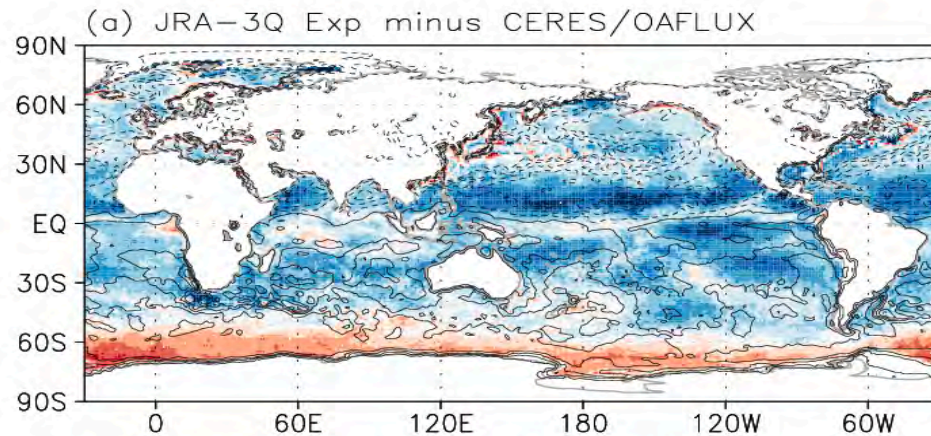 (a) JRA-3Q Exp minus CERES/OAFLUX
90N
60N
30N
EQ
30S
60S
90S
0 60E 120E 180 120W 60W